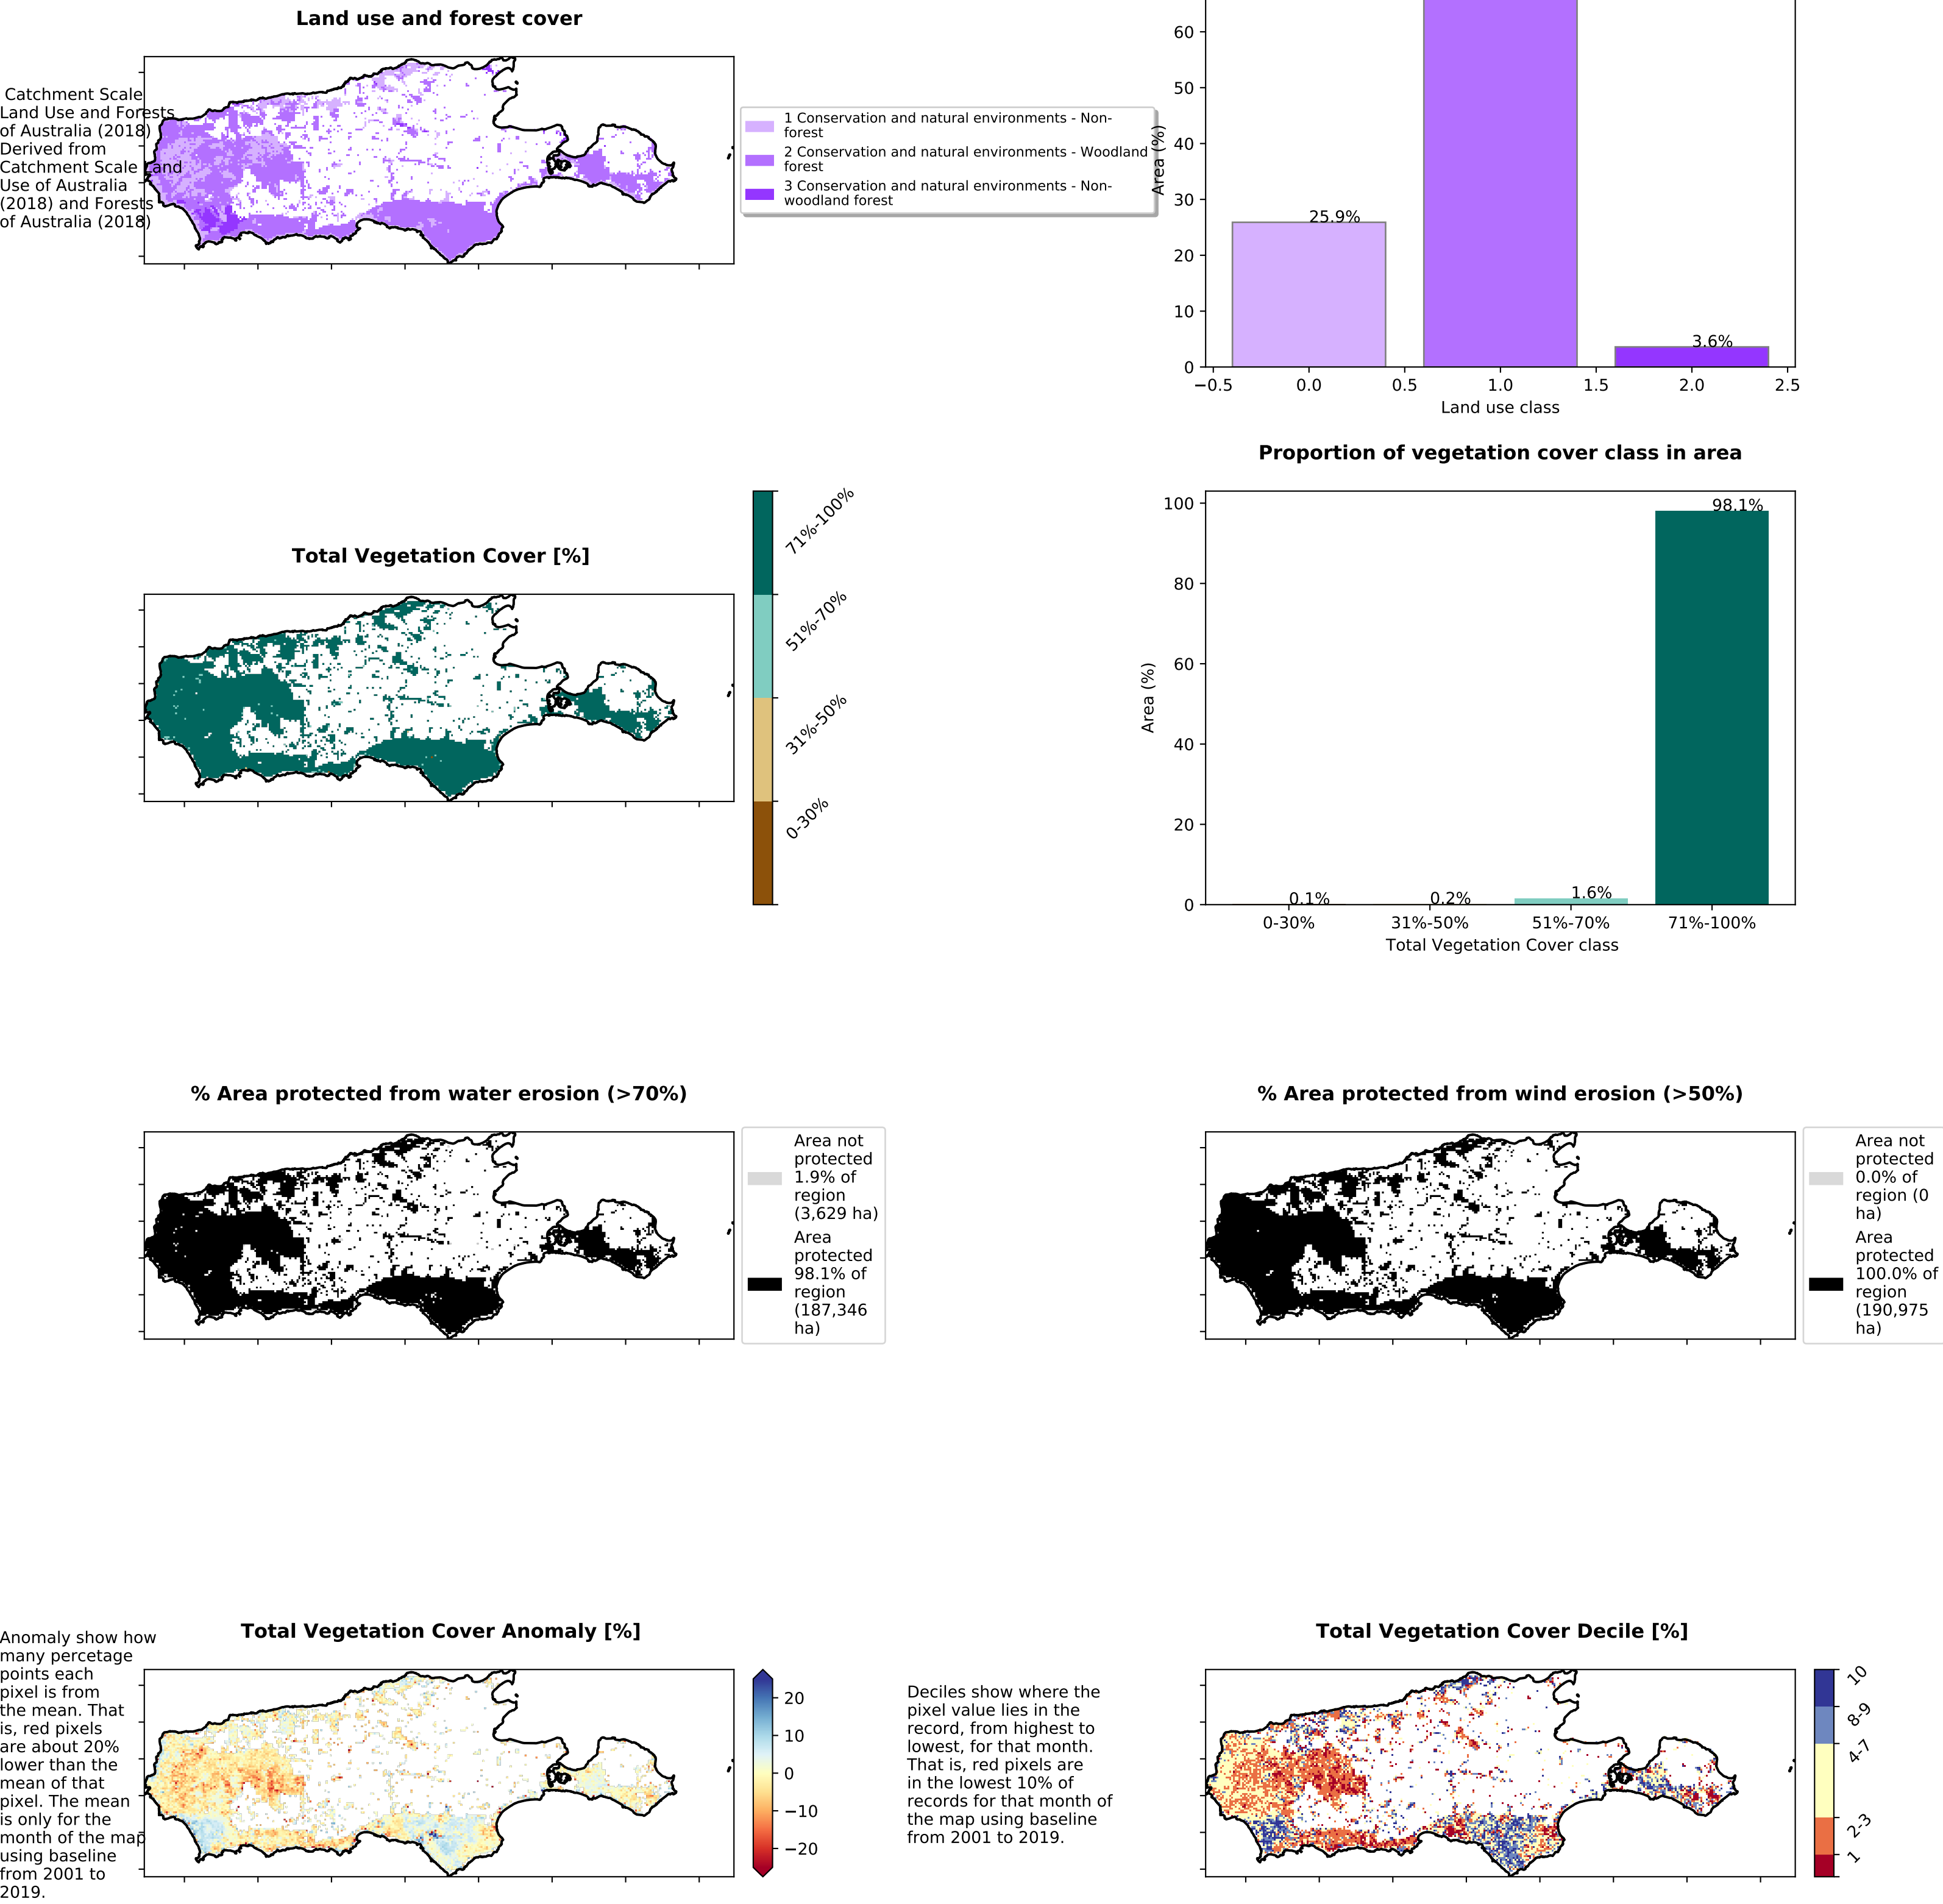 Land use and forest cover
Catchment Scale
Land Use and Forests
of Australia (2018)
Derived from
Catchment Scale Land
Use of Australia
(2018) and Forests
of Australia (2018)
1 Conservation and natural environments - Non-
forest
2 Conservation and natural environments - Woodland
forest
3 Conservation and natural environments - Non-
woodland forest
60
50
40
30
20
10
0
Area (%)
25.9%
3.6%
−0.5 0.0 0.5 1.0 1.5 2.0 2.5
Land use class
Total Vegetation Cover [%]
71%-100%
51%-70%
31%-50%
0-30%
Proportion of vegetation cover class in area
100
80
60
40
20
0
Area (%)
0.1%
0.2%
1.6%
98.1%
0-30% 31%-50% 51%-70% 71%-100%
Total Vegetation Cover class
% Area protected from water erosion (>70%)
Area not
protected
1.9% of
region
(3,629 ha)
Area
protected
98.1% of
region
(187,346
ha)
% Area protected from wind erosion (>50%)
Area not
protected
0.0% of
region (0
ha)
Area
protected
100.0% of
region
(190,975
ha)
Total Vegetation Cover Anomaly [%]
Anomaly show how
many percetage
points each
pixel is from
the mean. That
is, red pixels
are about 20%
lower than the
mean of that
pixel. The mean
is only for the
month of the map
using baseline
from 2001 to
2019.
20
10
0
−10
−20
Total Vegetation Cover Decile [%]
Deciles show where the
pixel value lies in the
record, from highest to
lowest, for that month.
That is, red pixels are
in the lowest 10% of
records for that month of
the map using baseline
from 2001 to 2019.
10
8-9
4-7
2-3
1